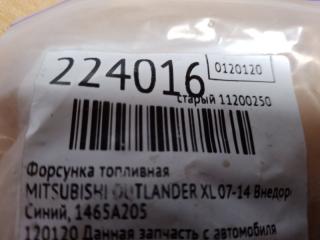 224016 0120120
старый 11200250
Форсунка топливная
MITSUBISHI OUTLANDER XL 07-14 Внедор
Синий, 1465A205
120120 Данная запчасть с автомобиля